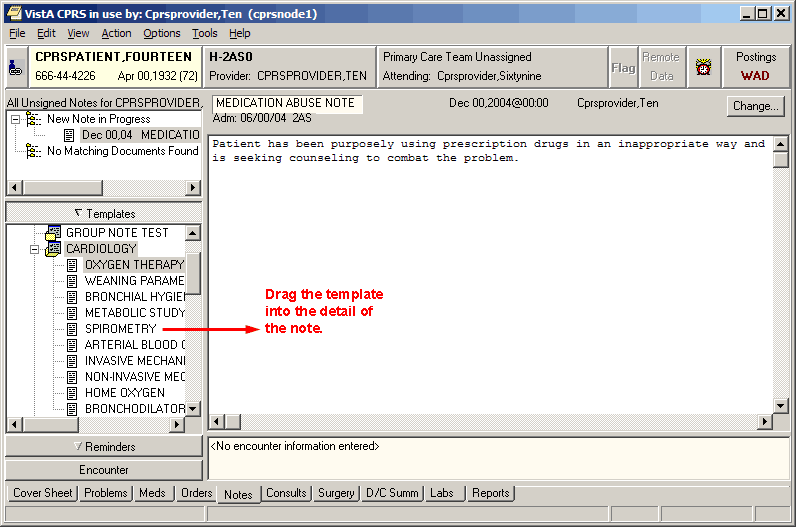 VistA CPRS in use by: Cprsprovider,Ten (cprsnode1)
File Edit View Action Options Tools Help
CPRSPATIENT,FOURTEEN
666-44-4226 Apr 00,1932 (72)
H-2AS0
Provider: CPRSPROVIDER,TEN
Primary Care Team Unassigned
Attending: Cprsprovider,Sixtynine
Flag
Remote
Data
Postings
WAD
All Unsigned Notes for CPRSPROVIDER,
New Note in Progress
Dec 00,04 MEDICATIO
No Matching Documents Found
MEDICATION ABUSE NOTE Dec 00,2004@00:00 Cprsprovider,Ten
Adm: 06/00/04 2AS
Change...
Patient has been purposely using prescription drugs in an inappropriate way and
is seeking counseling to combat the problem.
Templates
GROUP NOTE TEST
CARDIOLOGY
OXYGEN THERAPY
WEANING PARAME
BRONCHIAL HYGIE
METABOLIC STUDY
SPIROMETRY
ARTERIAL BLOOD G
INVASIVE MECHANI
NON-INVASIVE MEC
HOME OXYGEN
BRONCHODILATOR
Drag the template
into the detail of
the note.
Reminders
Encounter
<No encounter information entered>
Cover Sheet Problems Meds Orders Notes Consults Surgery D/C Summ Labs Reports